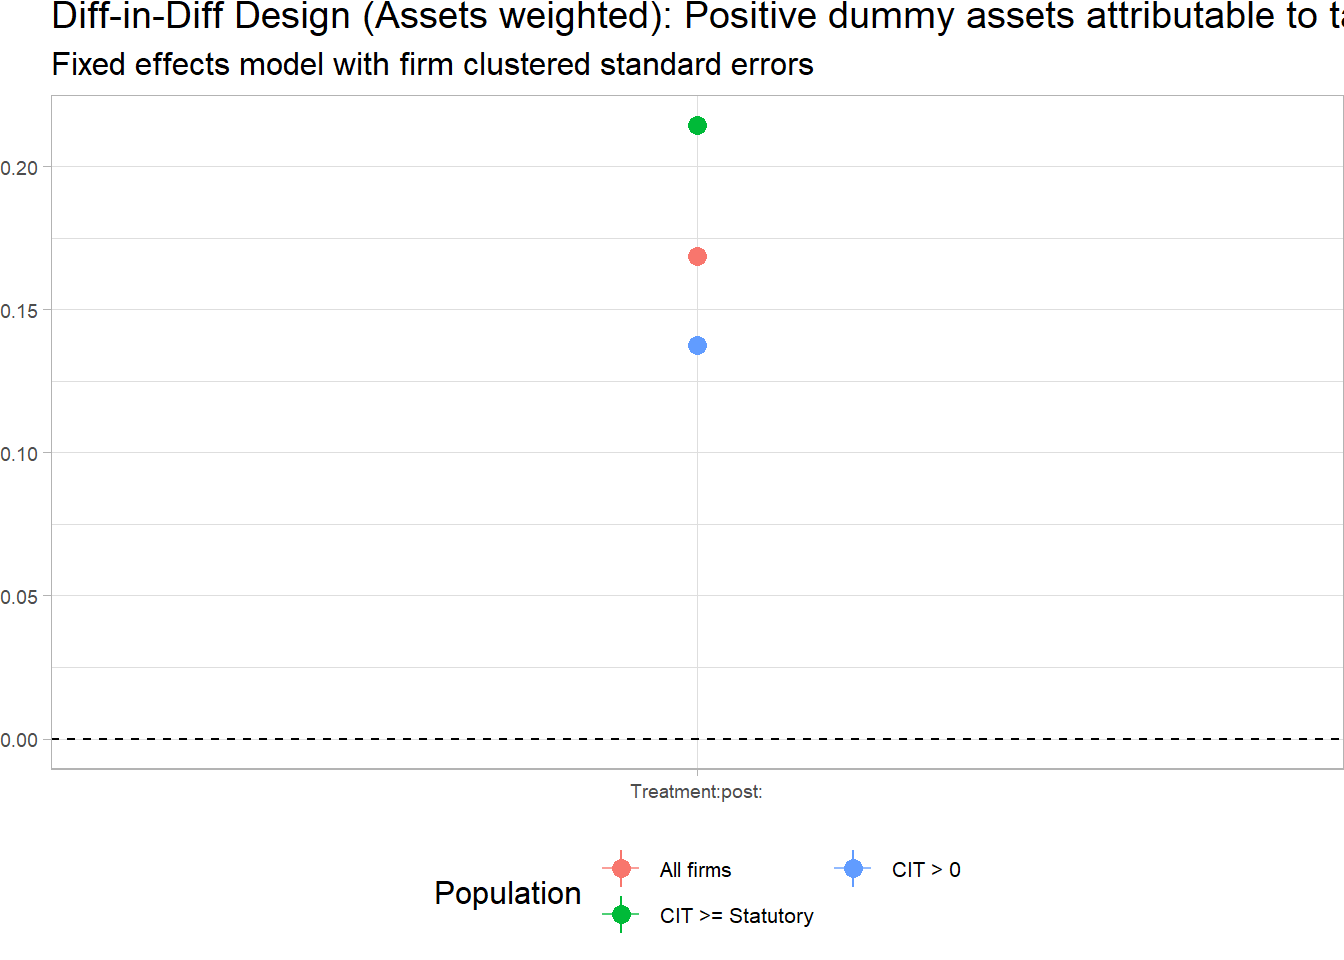 Diff-in-Diff Design (Assets weighted): Positive dummy assets attributable to
Fixed effects model with firm clustered standard errors
0.20
0.15
0.10
0.05
0.00
Treatment:post:
Population
All firms
CIT > 0
CIT >= Statutory